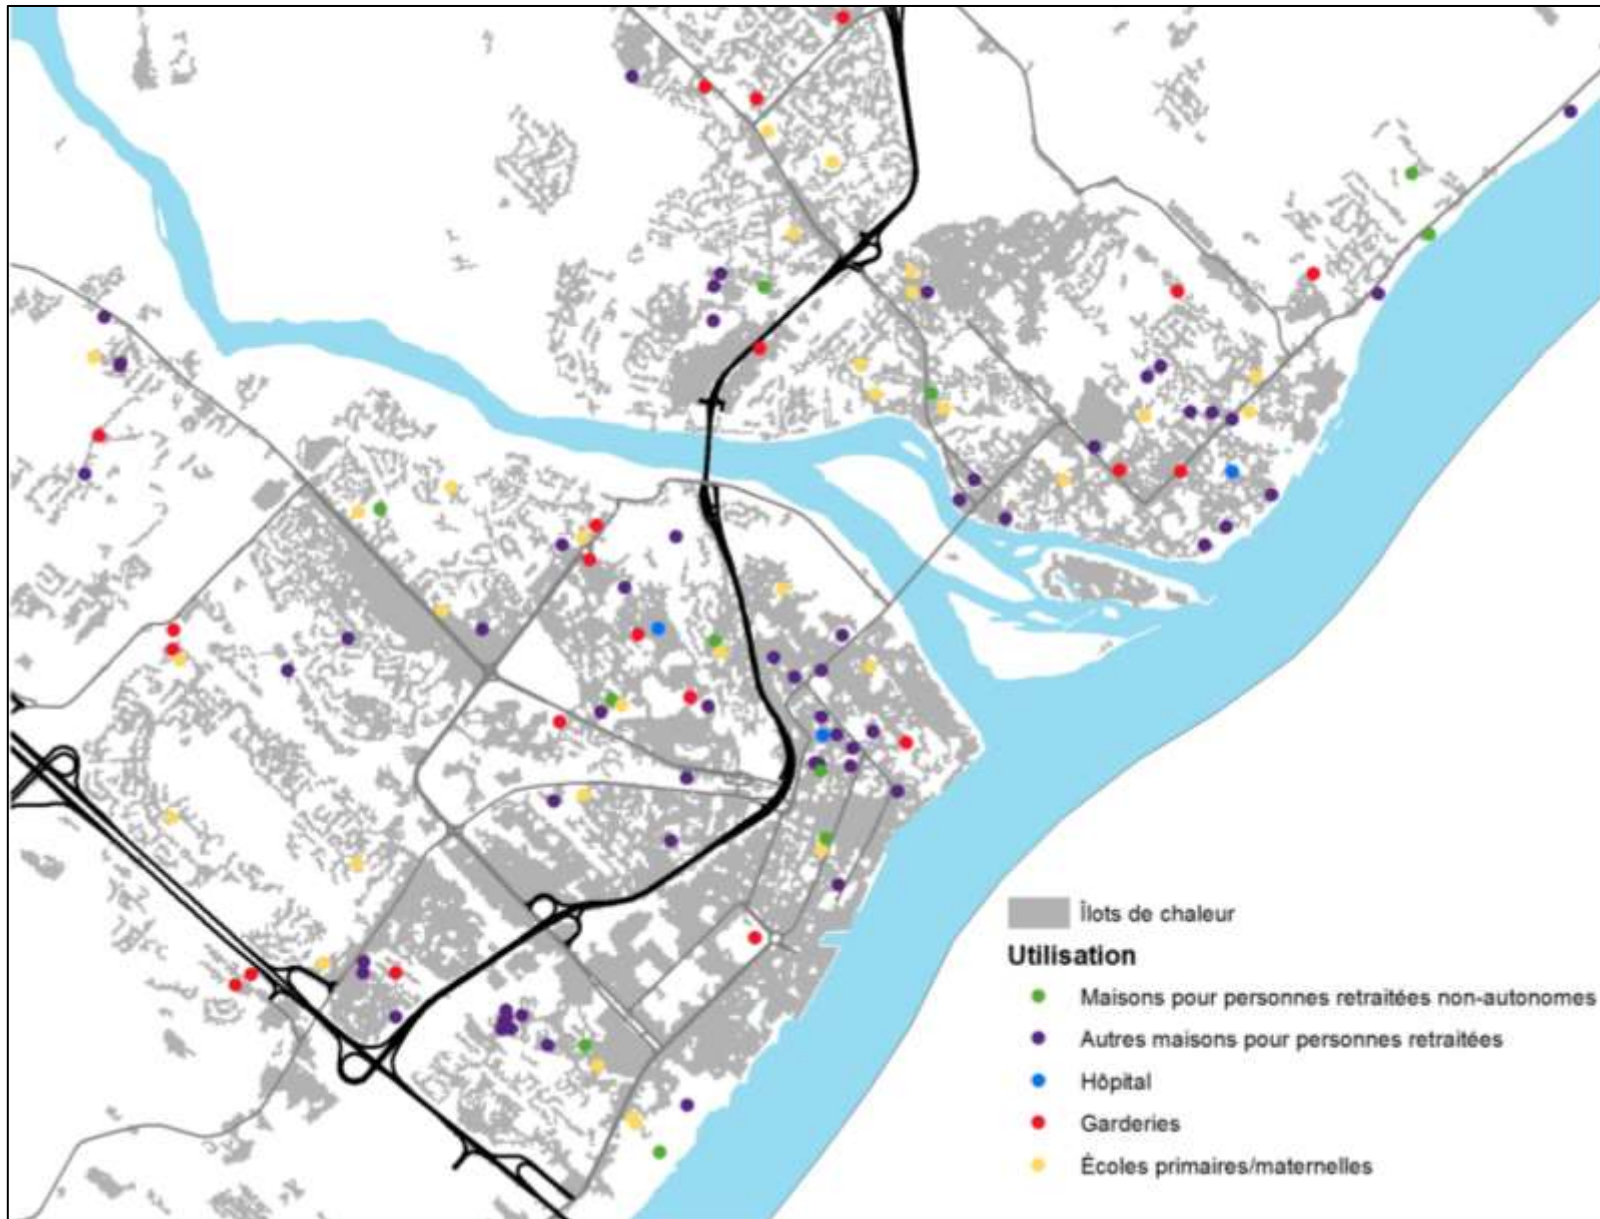 Îlots de chaleur
Utilisation
Maisons pour personnes retraitées non-autonomes
Autres maisons pour personnes retraitées
Hôpital
Garderies
Écoles primaires/maternelles